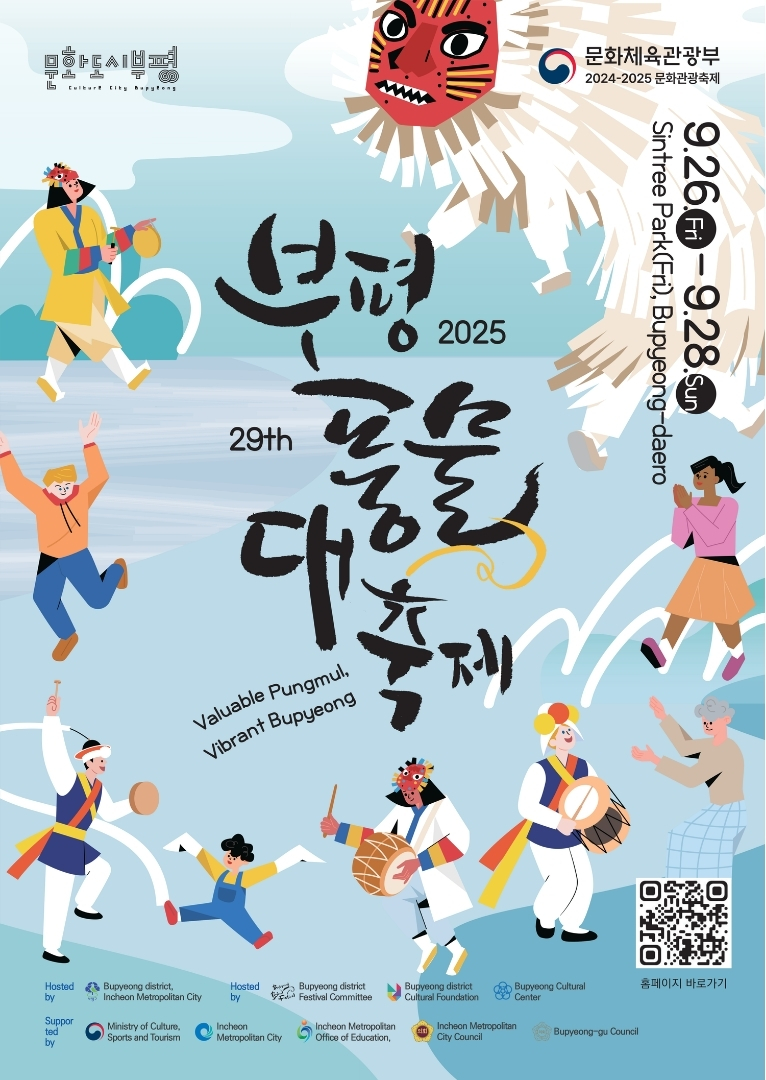 문화도시부평
Culture City Bupyeong
문화체육관광부
2024-2025 문화관광축제
9.26.Fri – 9.28.Sun
Sintree Park(Fri), Bupyeong-daero
부평
2025
29th
풍물
대
축제
Valuable Pungmul,
Vibrant Bupyeong
홈페이지 바로가기
Hosted
by
Bupyeong district,
Incheon Metropolitan City
Hosted
by
Bupyeong district
Festival Committee
Bupyeong district
Cultural Foundation
Bupyeong Cultural
Center
Suppor
ted
by
Ministry of Culture,
Sports and Tourism
Incheon
Metropolitan City
Incheon Metropolitan
Office of Education,
Incheon Metropolitan
City Council
Bupyeong-gu Council